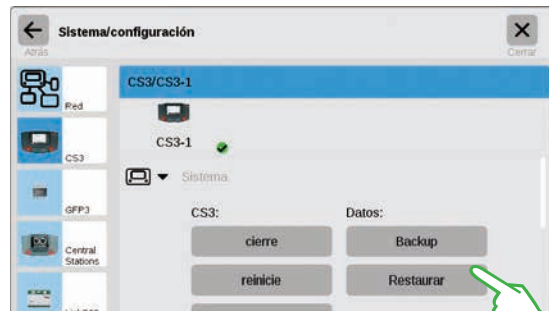 Sistema/configuración
Atrás
Cerrar
CS3/CS3-1
Red
CS3-1
CS3
Sistema
GFP3
CS3:
Datos:
cierre
Backup
Central
Stations
reinicie
Restaurar